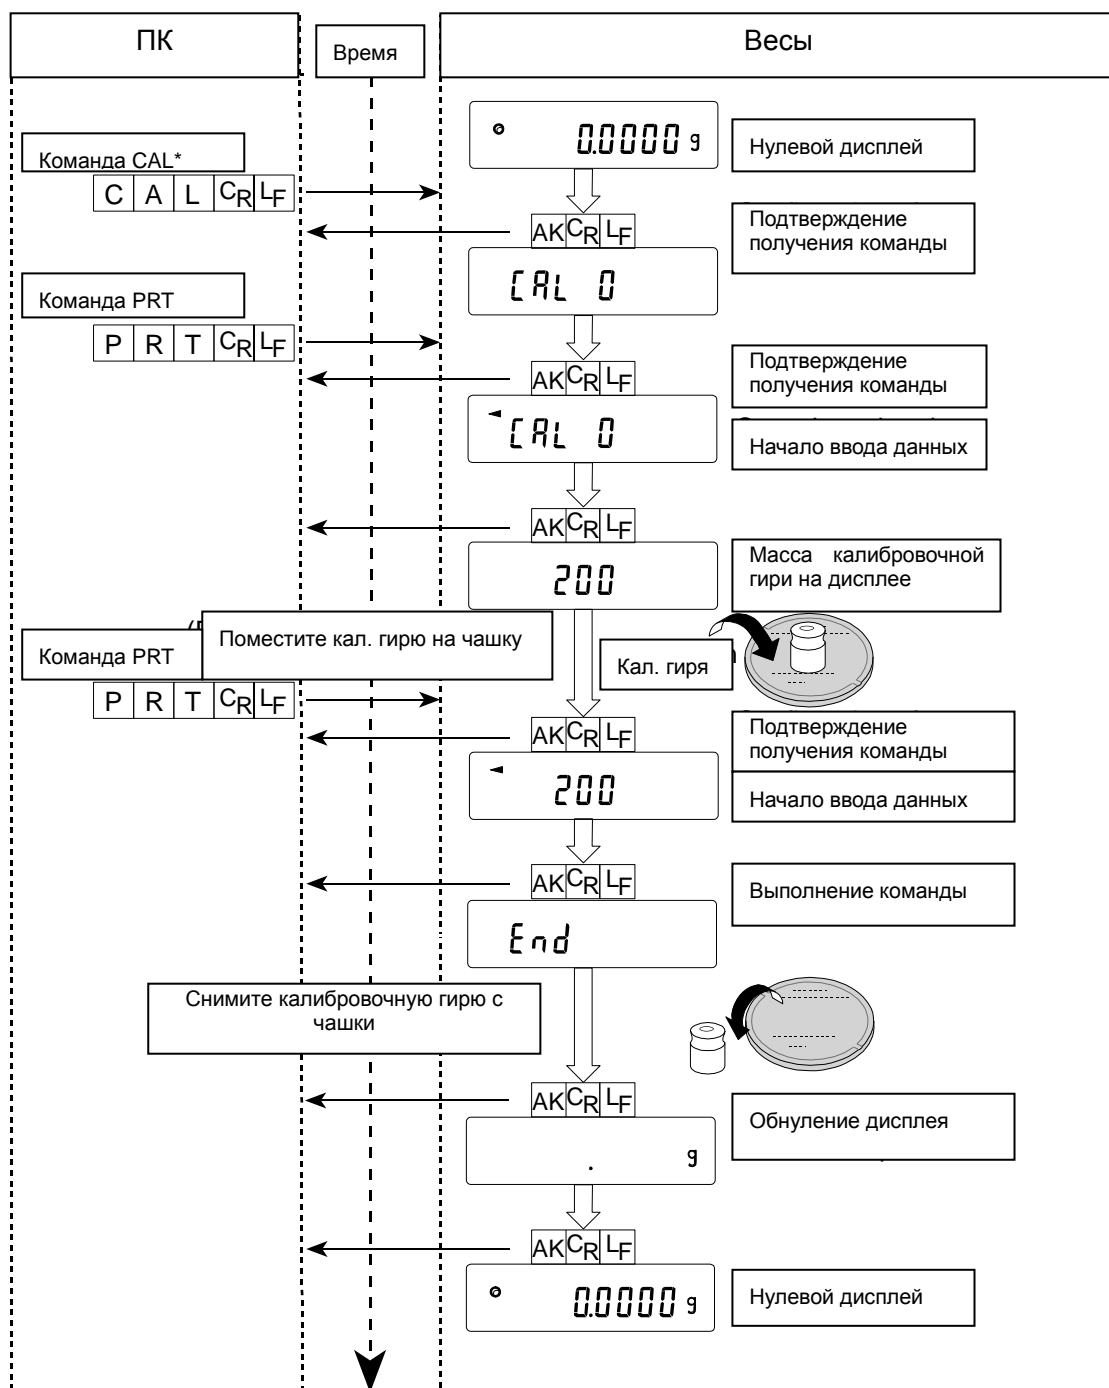 ПК
Время
Весы
0.0000 g
Нулевой дисплей
Команда CAL*
C A L CR LF
AK CR LF
Подтверждение
получения команды
CAL 0
Команда PRT
P R T CR LF
AK CR LF
Подтверждение
получения команды
CAL 0
Начало ввода данных
AK CR LF
200
Масса калибровочной
гири на дисплее
Поместите кал. гирю на чашку
Команда PRT
Кал. гиря
P R T CR LF
AK CR LF
Подтверждение
получения команды
200
Начало ввода данных
AK CR LF
Выполнение команды
End
Снимите калибровочную гирю с
чашки
AK CR LF
Обнуление дисплея
. g
AK CR LF
0.0000 g
Нулевой дисплей